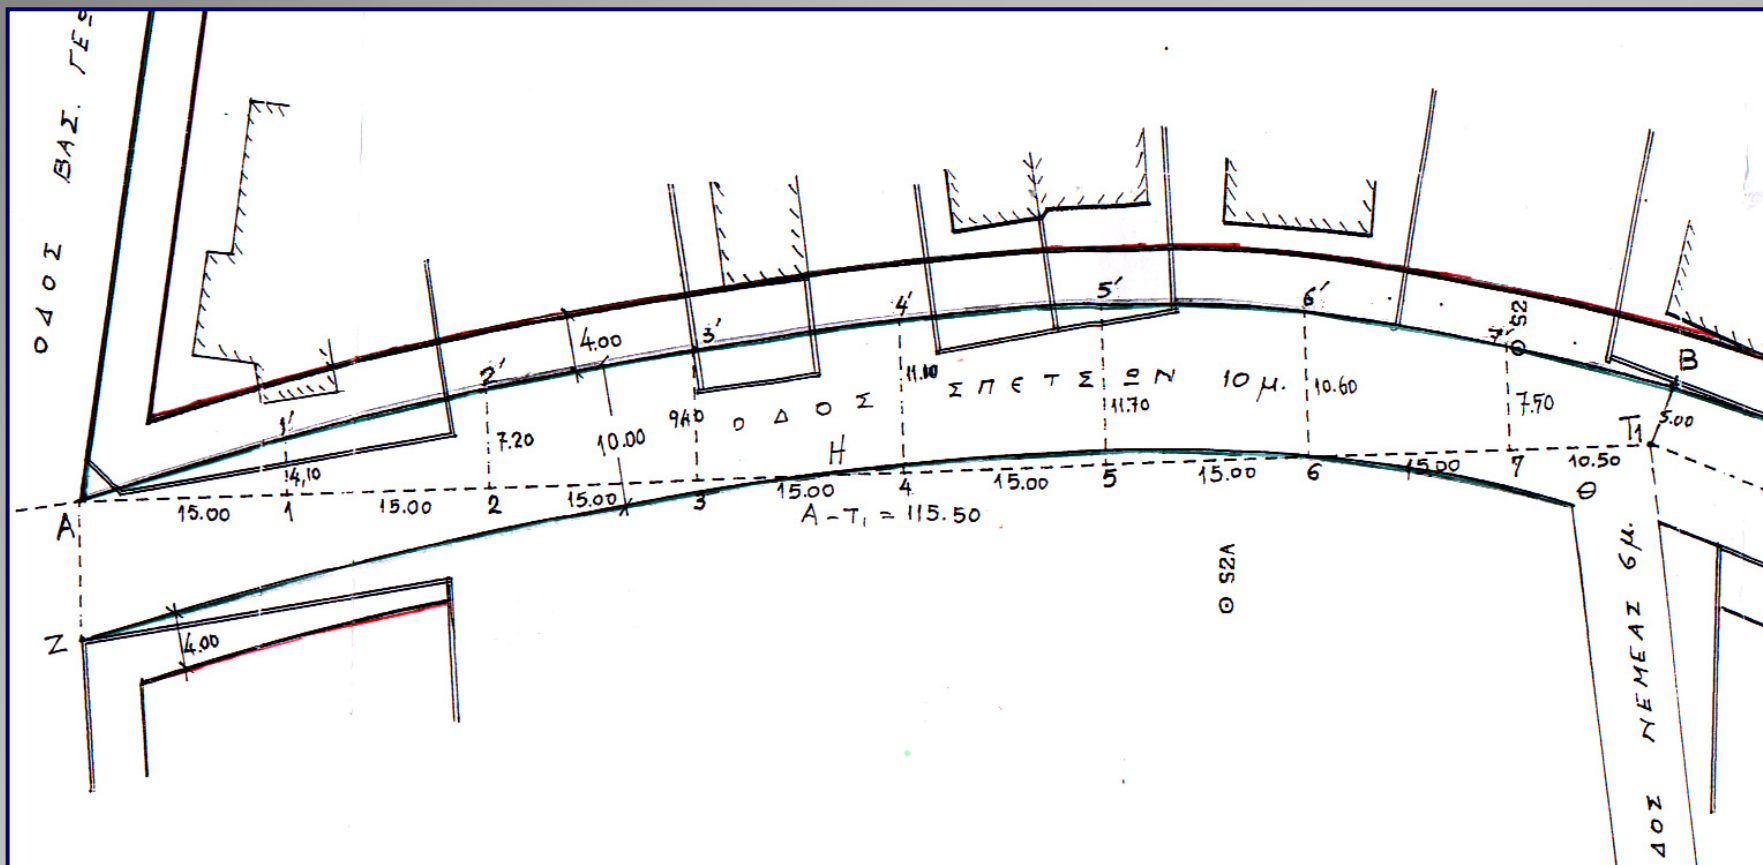 ΟΔΟΣ ΒΑΣ. ΓΕΩ
ΟΔΟΣ ΣΠΕΤΣΩΝ 10 μ.
ΔΟΣ ΝΕΜΕΑΣ 6μ.
1' 2' 3' 4' 5' 6' 7'
S2
B
4.00
4,10 7.20 10.00 9.40 11.10 11.70 10.60 7.50 5.00
A 1 2 3 H 4 5 6 7 Θ T1
15.00 15.00 15.00 15.00 15.00 15.00 15.00 10.50
A-T1 = 115.50
S2A
Z
4.00